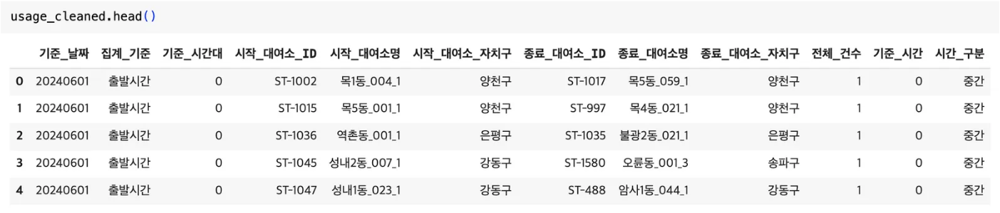 usage_cleaned.head()
기준_날짜 집계_기준 기준_시간대 시작_대여소_ID 시작_대여소명 시작_대여소_자치구 종료_대여소_ID 종료_대여소명 종료_대여소_자치구 전체_건수 기준_시간 시간_구분
0 20240601 출발시간 0 ST-1002 목1동_004_1 양천구 ST-1017 목5동_059_1 양천구 1 0 중간
1 20240601 출발시간 0 ST-1015 목5동_001_1 양천구 ST-997 목4동_021_1 양천구 1 0 중간
2 20240601 출발시간 0 ST-1036 역촌동_001_1 은평구 ST-1035 불광2동_021_1 은평구 1 0 중간
3 20240601 출발시간 0 ST-1045 성내2동_007_1 강동구 ST-1580 오륜동_001_3 송파구 1 0 중간
4 20240601 출발시간 0 ST-1047 성내1동_023_1 강동구 ST-488 암사1동_044_1 강동구 1 0 중간